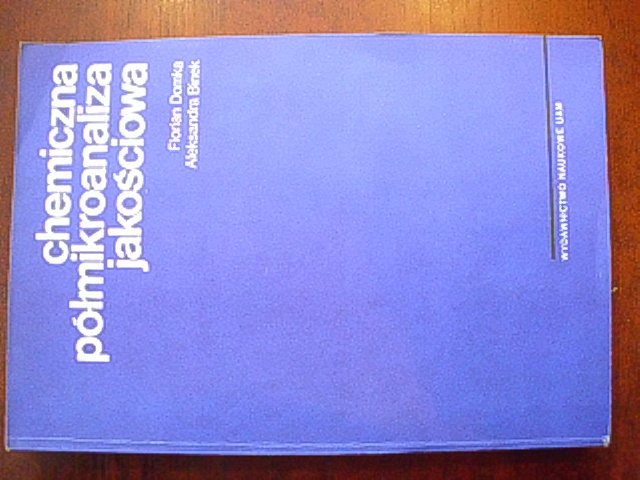 chemiczna
półmikroanaliza
jakościowa
Florian Domka
Aleksandra Binek
WYDAWNICTWO NAUKOWE UAM